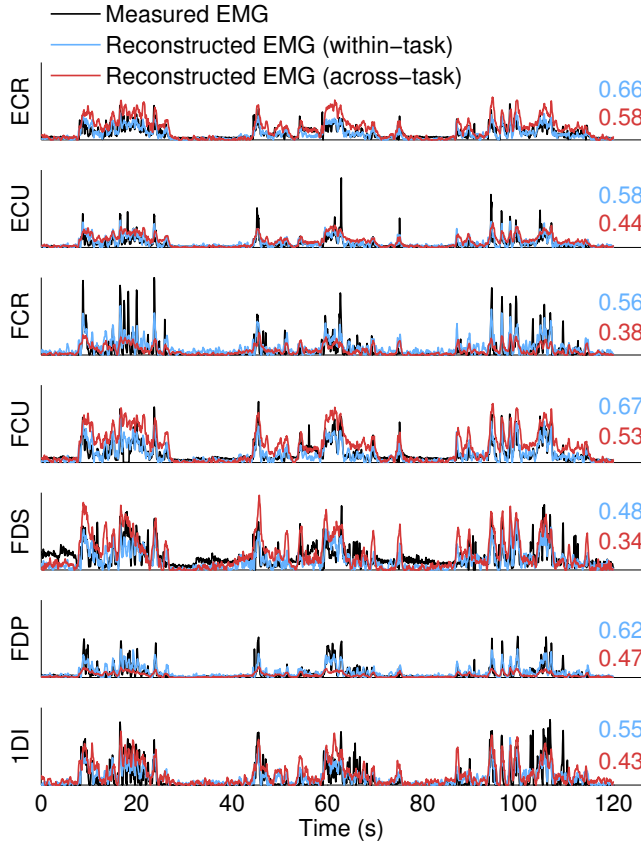 Measured EMG
Reconstructed EMG (within−task)
Reconstructed EMG (across−task)
ECR
0.66
0.58
ECU
0.58
0.44
FCR
0.56
0.38
FCU
0.67
0.53
FDS
0.48
0.34
FDP
0.62
0.47
1DI
0.55
0.43
0 20 40 60 80 100 120
Time (s)